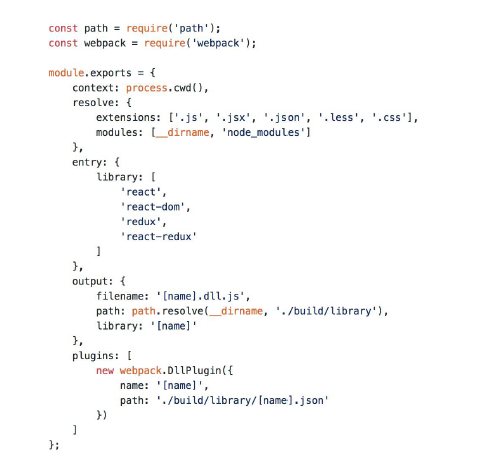 const path = require('path');
const webpack = require('webpack');
module.exports = {
    context: process.cwd(),
    resolve: {
        extensions: ['.js', '.jsx', '.json', '.less', '.css'],
        modules: [__dirname, 'node_modules']
    },
    entry: {
        library: [
            'react',
            'react-dom',
            'redux',
            'react-redux'
        ]
    },
    output: {
        filename: '[name].dll.js',
        path: path.resolve(__dirname, './build/library'),
        library: '[name]'
    },
    plugins: [
        new webpack.DllPlugin({
            name: '[name]',
            path: './build/library/[name].json'
        })
    ]
};